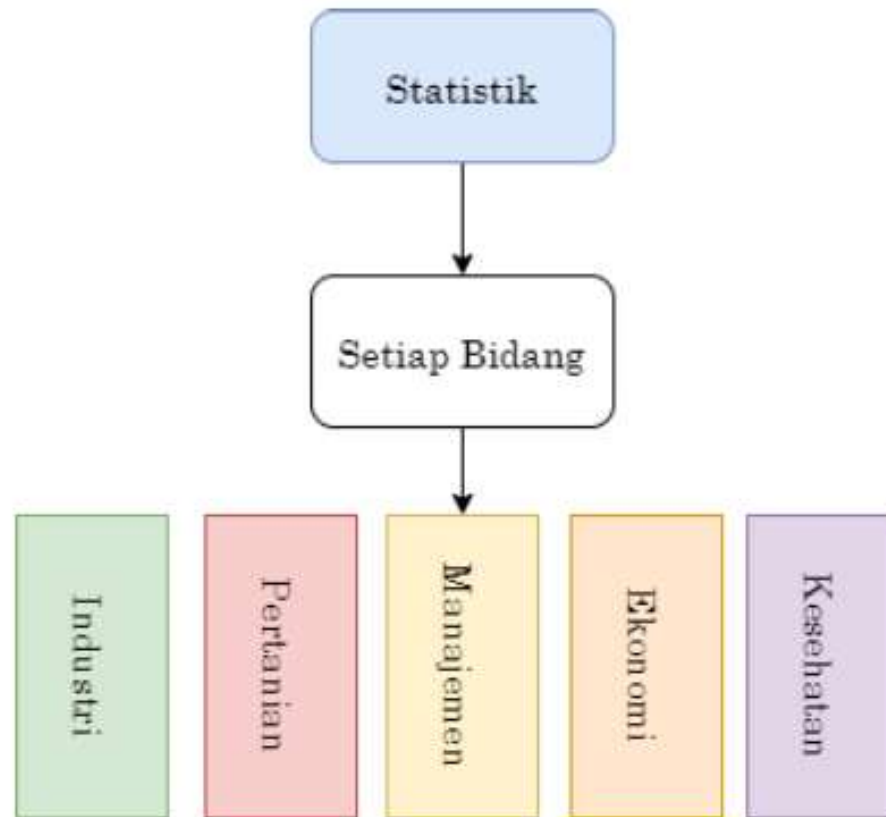 Statistik
Setiap Bidang
Industri
Pertanian
Manajemen
Ekonomi
Kesehatan